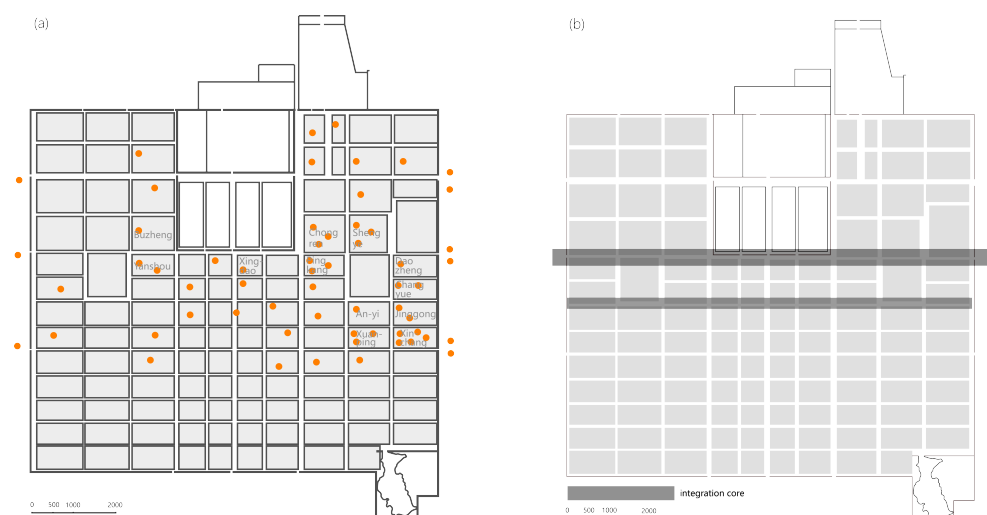 (a)
(b)
Buzheng
Chong
ren
Sheng
ye
Yanshou
Xing-
dao
Ping
kang
Dao
zheng
Chang
yue
An-yi
Jinggong
Xuan-
ping
Xin
chang
0 500 1000 2000
integration core
0 500 1000 2000